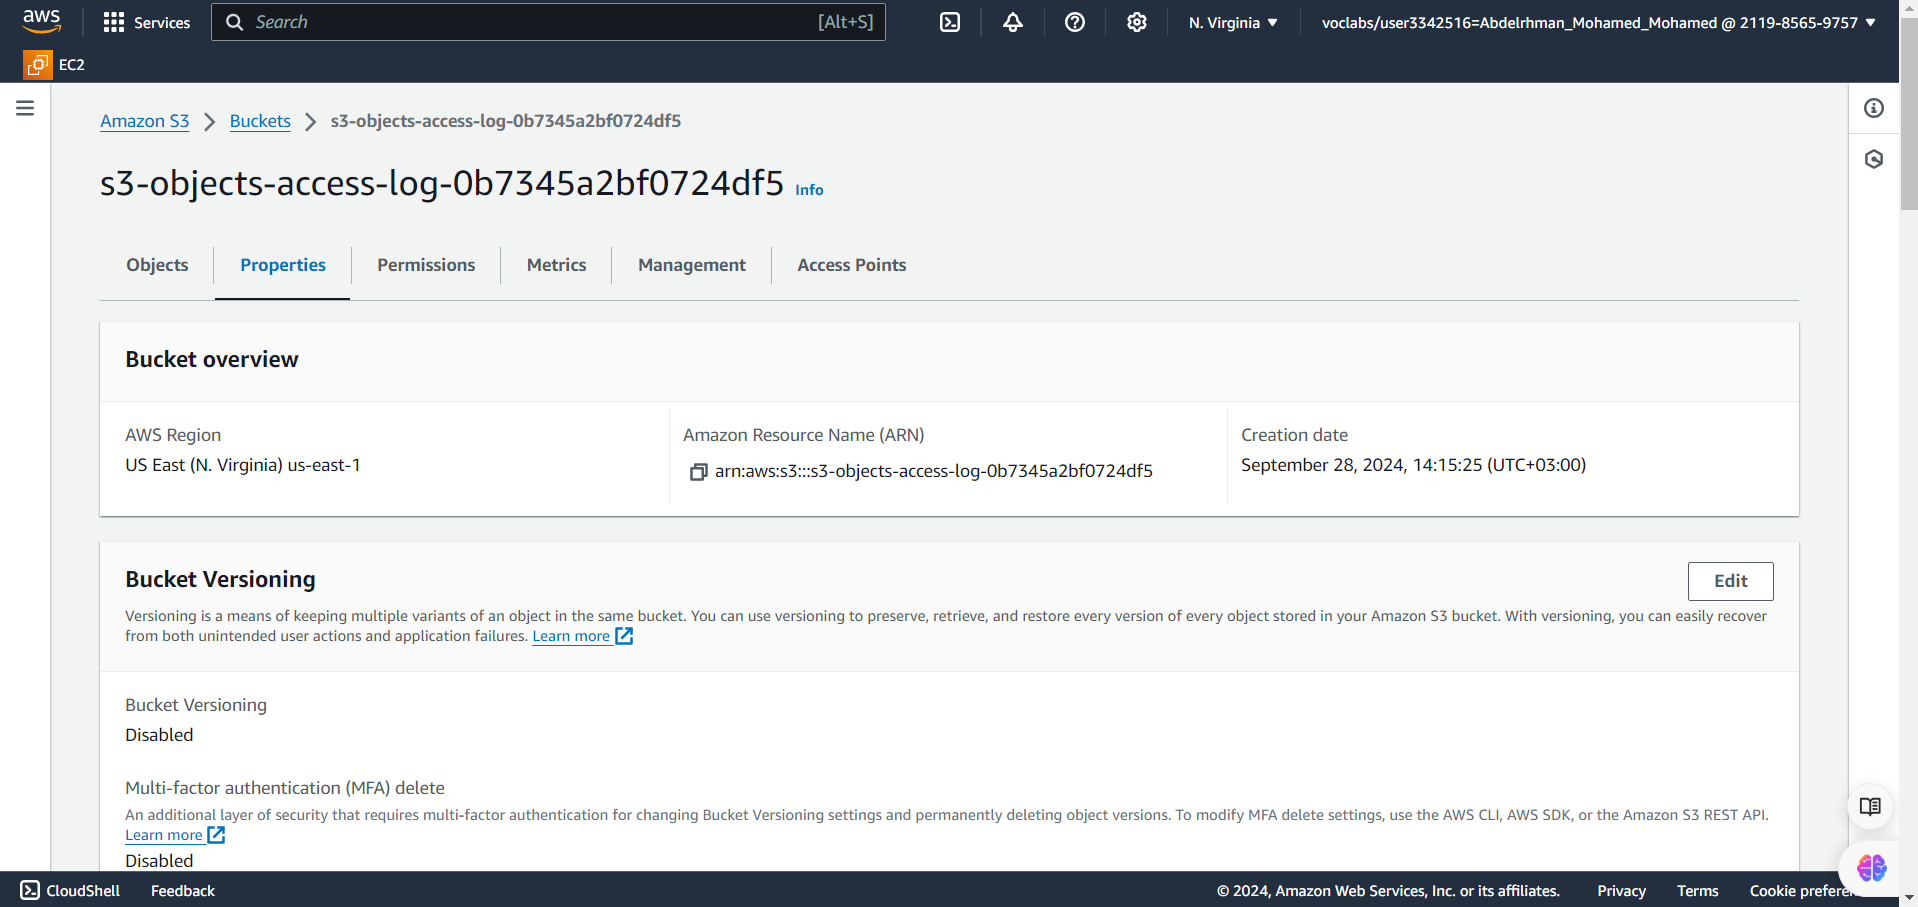 aws
Services
Search
[Alt+S]
N. Virginia
voclabs/user3342516=Abdelrhman_Mohamed_Mohamed @ 2119-8565-9757
EC2
Amazon S3
Buckets
s3-objects-access-log-0b7345a2bf0724df5
s3-objects-access-log-0b7345a2bf0724df5 Info
Objects
Properties
Permissions
Metrics
Management
Access Points
Bucket overview
AWS Region
US East (N. Virginia) us-east-1
Amazon Resource Name (ARN)
arn:aws:s3:::s3-objects-access-log-0b7345a2bf0724df5
Creation date
September 28, 2024, 14:15:25 (UTC+03:00)
Bucket Versioning
Edit
Versioning is a means of keeping multiple variants of an object in the same bucket. You can use versioning to preserve, retrieve, and restore every version of every object stored in your Amazon S3 bucket. With versioning, you can easily recover
from both unintended user actions and application failures. Learn more
Bucket Versioning
Disabled
Multi-factor authentication (MFA) delete
An additional layer of security that requires multi-factor authentication for changing Bucket Versioning settings and permanently deleting object versions. To modify MFA delete settings, use the AWS CLI, AWS SDK, or the Amazon S3 REST API.
Learn more
Disabled
CloudShell
Feedback
© 2024, Amazon Web Services, Inc. or its affiliates.
Privacy
Terms
Cookie